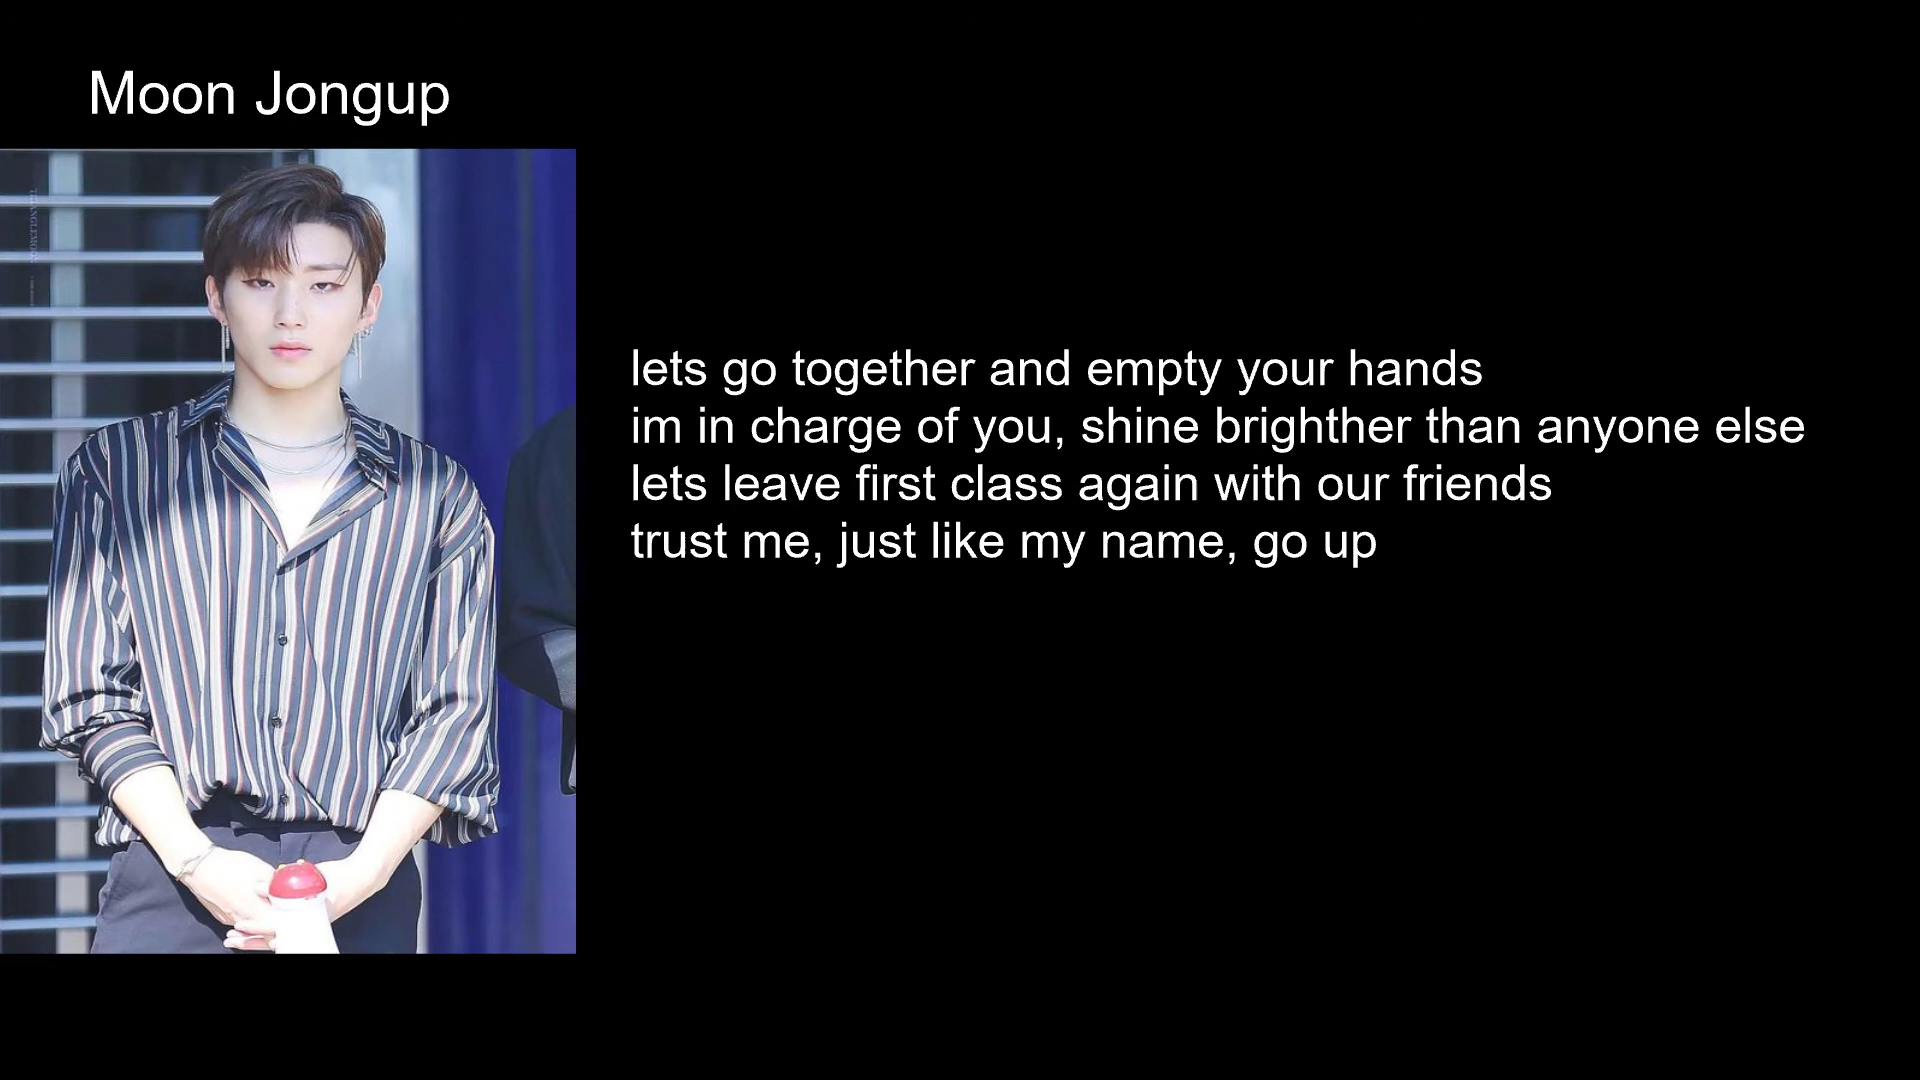 Moon Jongup
lets go together and empty your hands
im in charge of you, shine brighther than anyone else
lets leave first class again with our friends
trust me, just like my name, go up